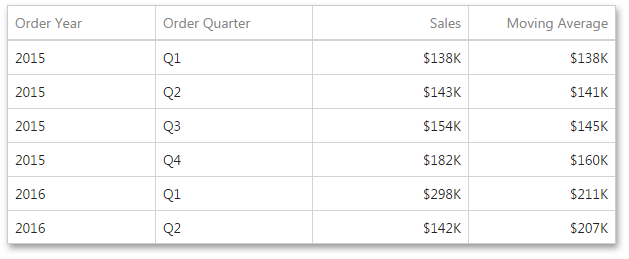 Order Year Order Quarter Sales Moving Average
2015 Q1 $138K $138K
2015 Q2 $143K $141K
2015 Q3 $154K $145K
2015 Q4 $182K $160K
2016 Q1 $298K $211K
2016 Q2 $142K $207K